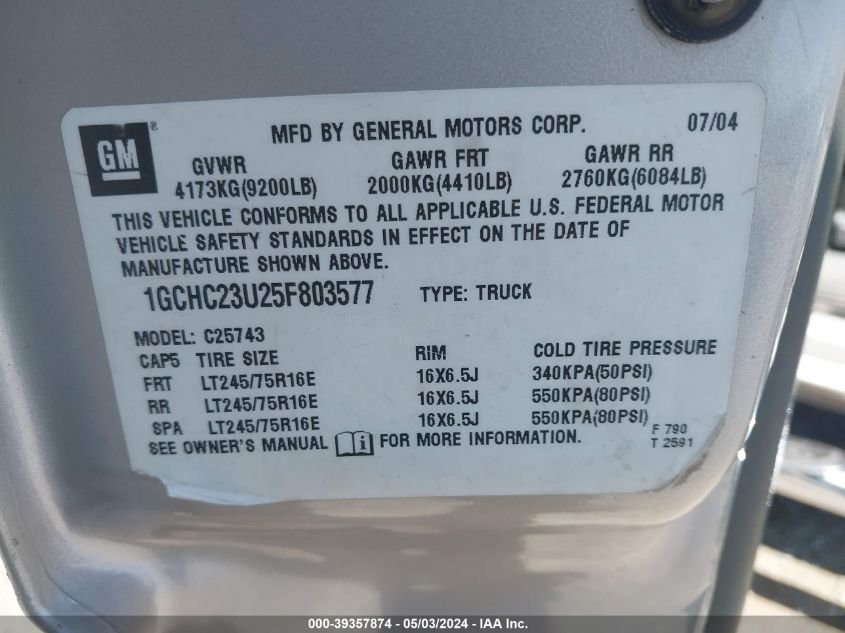 GM ®
MFD BY GENERAL MOTORS CORP. 07/04
GVWR GAWR FRT GAWR RR
4173KG(9200LB) 2000KG(4410LB) 2760KG(6084LB)
THIS VEHICLE CONFORMS TO ALL APPLICABLE U.S. FEDERAL MOTOR
VEHICLE SAFETY STANDARDS IN EFFECT ON THE DATE OF
MANUFACTURE SHOWN ABOVE.
1GCHC23U25F803577 TYPE: TRUCK
MODEL: C25743
CAP5 TIRE SIZE RIM COLD TIRE PRESSURE
FRT LT245/75R16E 16X6.5J 340KPA(50PSI)
RR LT245/75R16E 16X6.5J 550KPA(80PSI)
SPA LT245/75R16E 16X6.5J 550KPA(80PSI)
SEE OWNER'S MANUAL FOR MORE INFORMATION.
F 790
T 2591
000-39357874 - 05/03/2024 - IAA Inc.